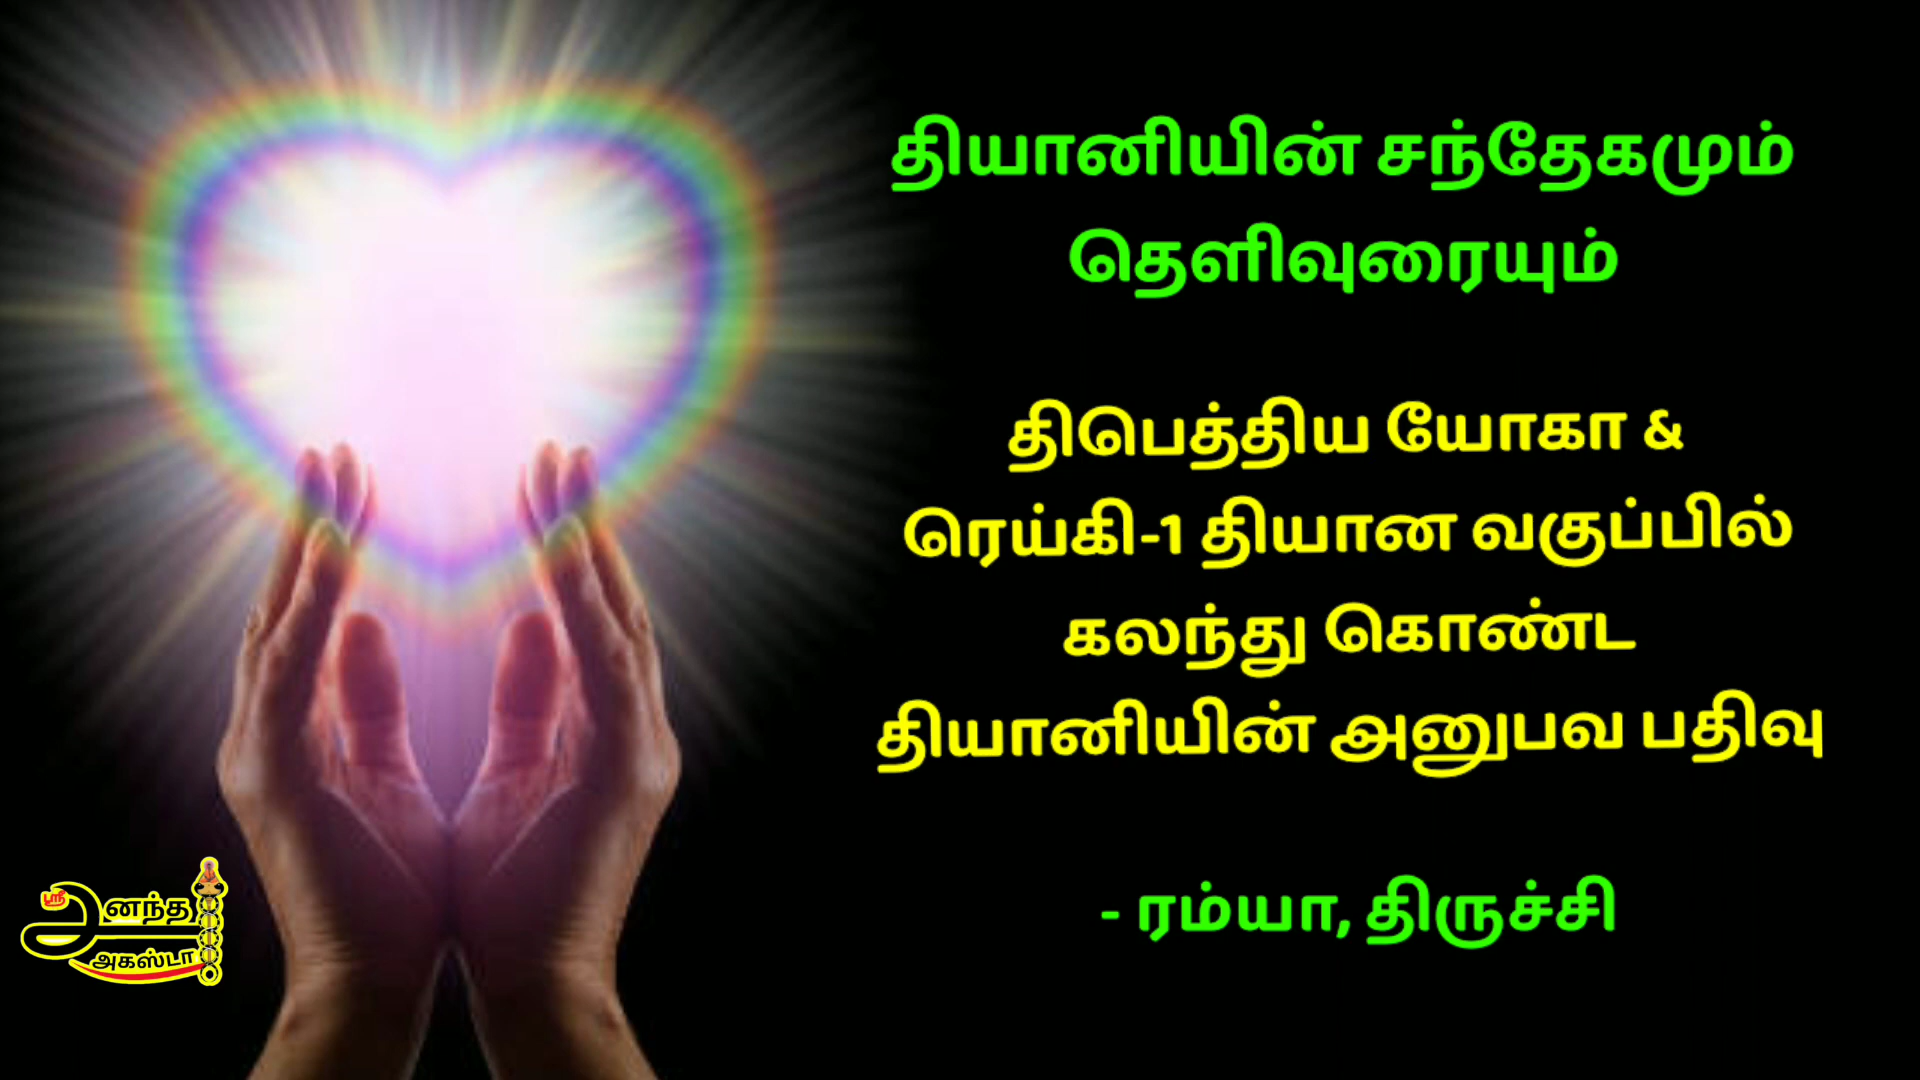 தியானியின் சந்தேகமும்
தெளிவுரையும்
திபெத்திய யோகா &
ரெய்கி-1 தியான வகுப்பில்
கலந்து கொண்ட
தியானியின் அனுபவ பதிவு
- ரம்யா, திருச்சி
ஸ்ரீ
அனந்த
அகஸ்டா